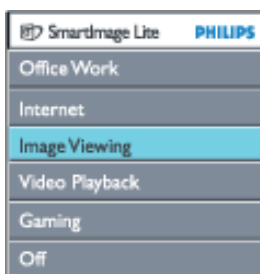 SmartImage Lite PHILIPS
Office Work
Internet
Image Viewing
Video Playback
Gaming
Off